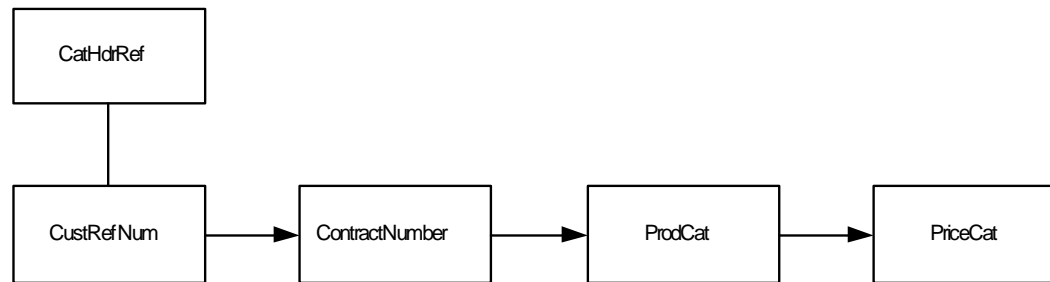 CatHdrRef
CustRefNum
ContractNumber
ProdCat
PriceCat